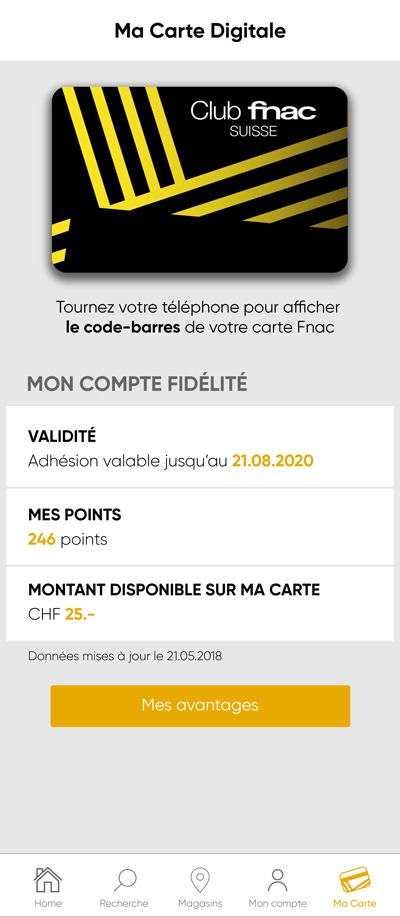 Ma Carte Digitale
Club fnac
SUISSE
Tournez votre téléphone pour afficher
le code-barres de votre carte Fnac
MON COMPTE FIDÉLITÉ
VALIDITÉ
Adhésion valable jusqu'au 21.08.2020
MES POINTS
246 points
MONTANT DISPONIBLE SUR MA CARTE
CHF 25.-
Données mises à jour le 21.05.2018
Mes avantages
Home Recherche Magasins Mon compte Ma Carte